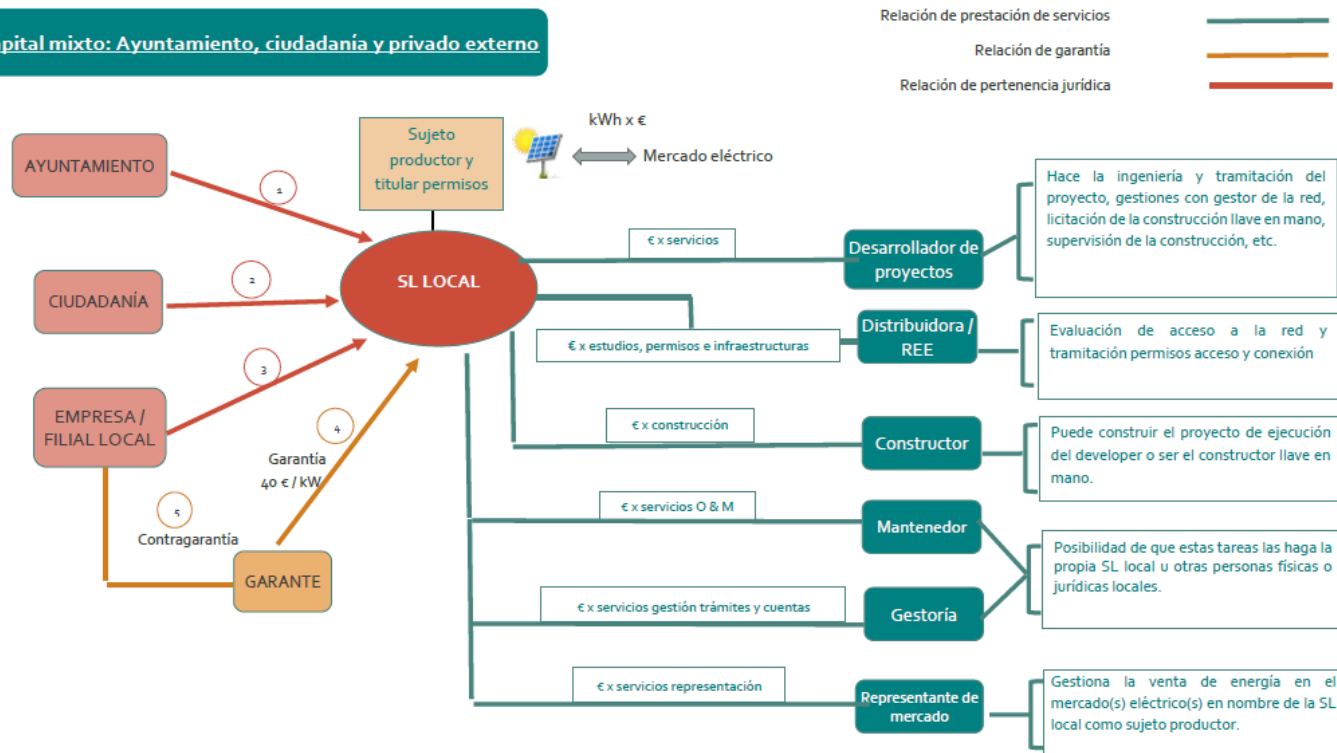 Relación de prestación de servicios
pital mixto: Ayuntamiento, ciudadanía y privado externo
Relación de garantía
Relación de pertenencia jurídica
AYUNTAMIENTO
1
Sujeto
productor y
titular permisos
kWh x €
Mercado eléctrico
CIUDADANÍA
2
SL LOCAL
EMPRESA /
FILIAL LOCAL
3
4
Garantía
40 € / kW
5
Contragarantía
GARANTE
€ x servicios
Desarrollador de
proyectos
Hace la ingeniería y tramitación del
proyecto, gestiones con gestor de la red,
licitación de la construcción llave en mano,
supervisión de la construcción, etc.
€ x estudios, permisos e infraestructuras
Distribuidora /
REE
Evaluación de acceso a la red y
tramitación permisos acceso y conexión
€ x construcción
Constructor
Puede construir el proyecto de ejecución
del developer o ser el constructor llave en
mano.
€ x servicios O & M
Mantenedor
€ x servicios gestión trámites y cuentas
Gestoría
Posibilidad de que estas tareas las haga la
propia SL local u otras personas físicas o
jurídicas locales.
€ x servicios representación
Representante de
mercado
Gestiona la venta de energía en el
mercado(s) eléctrico(s) en nombre de la SL
local como sujeto productor.